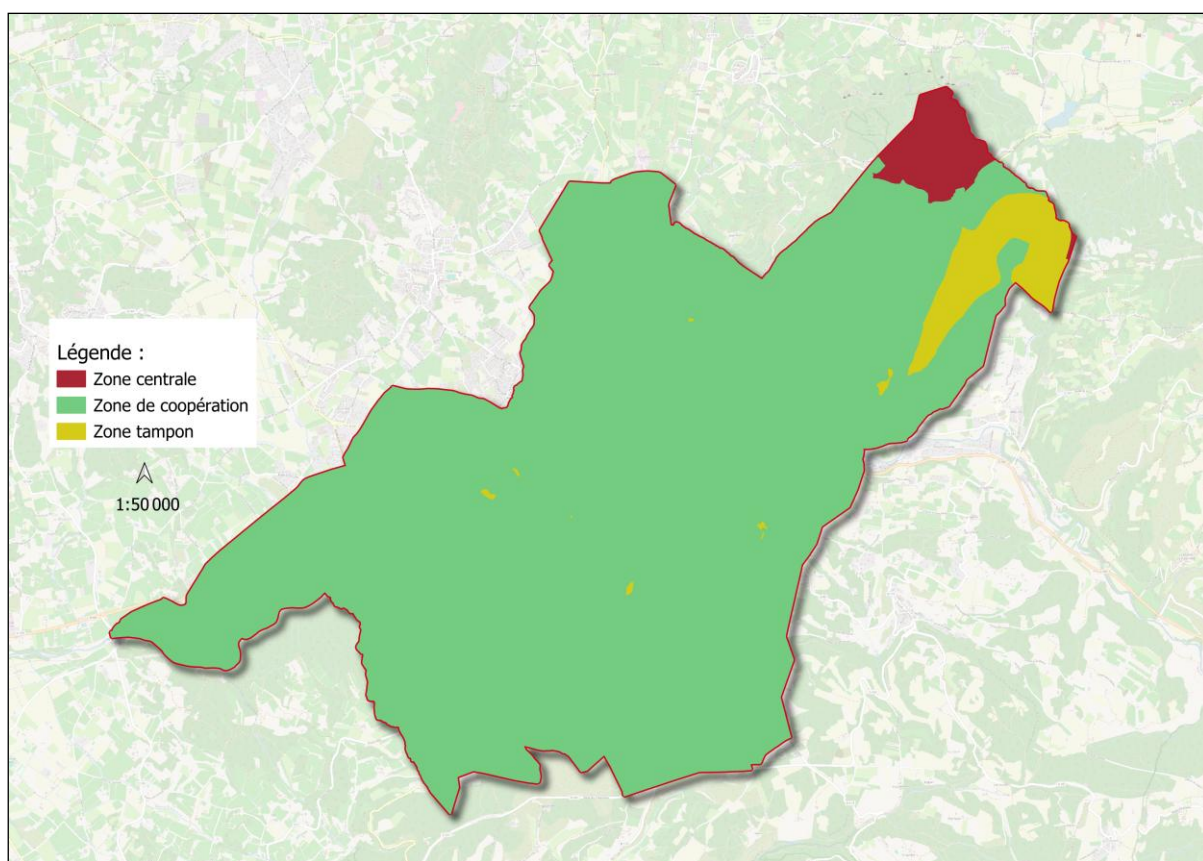 Légende :
Zone centrale
Zone de coopération
Zone tampon
1:50 000